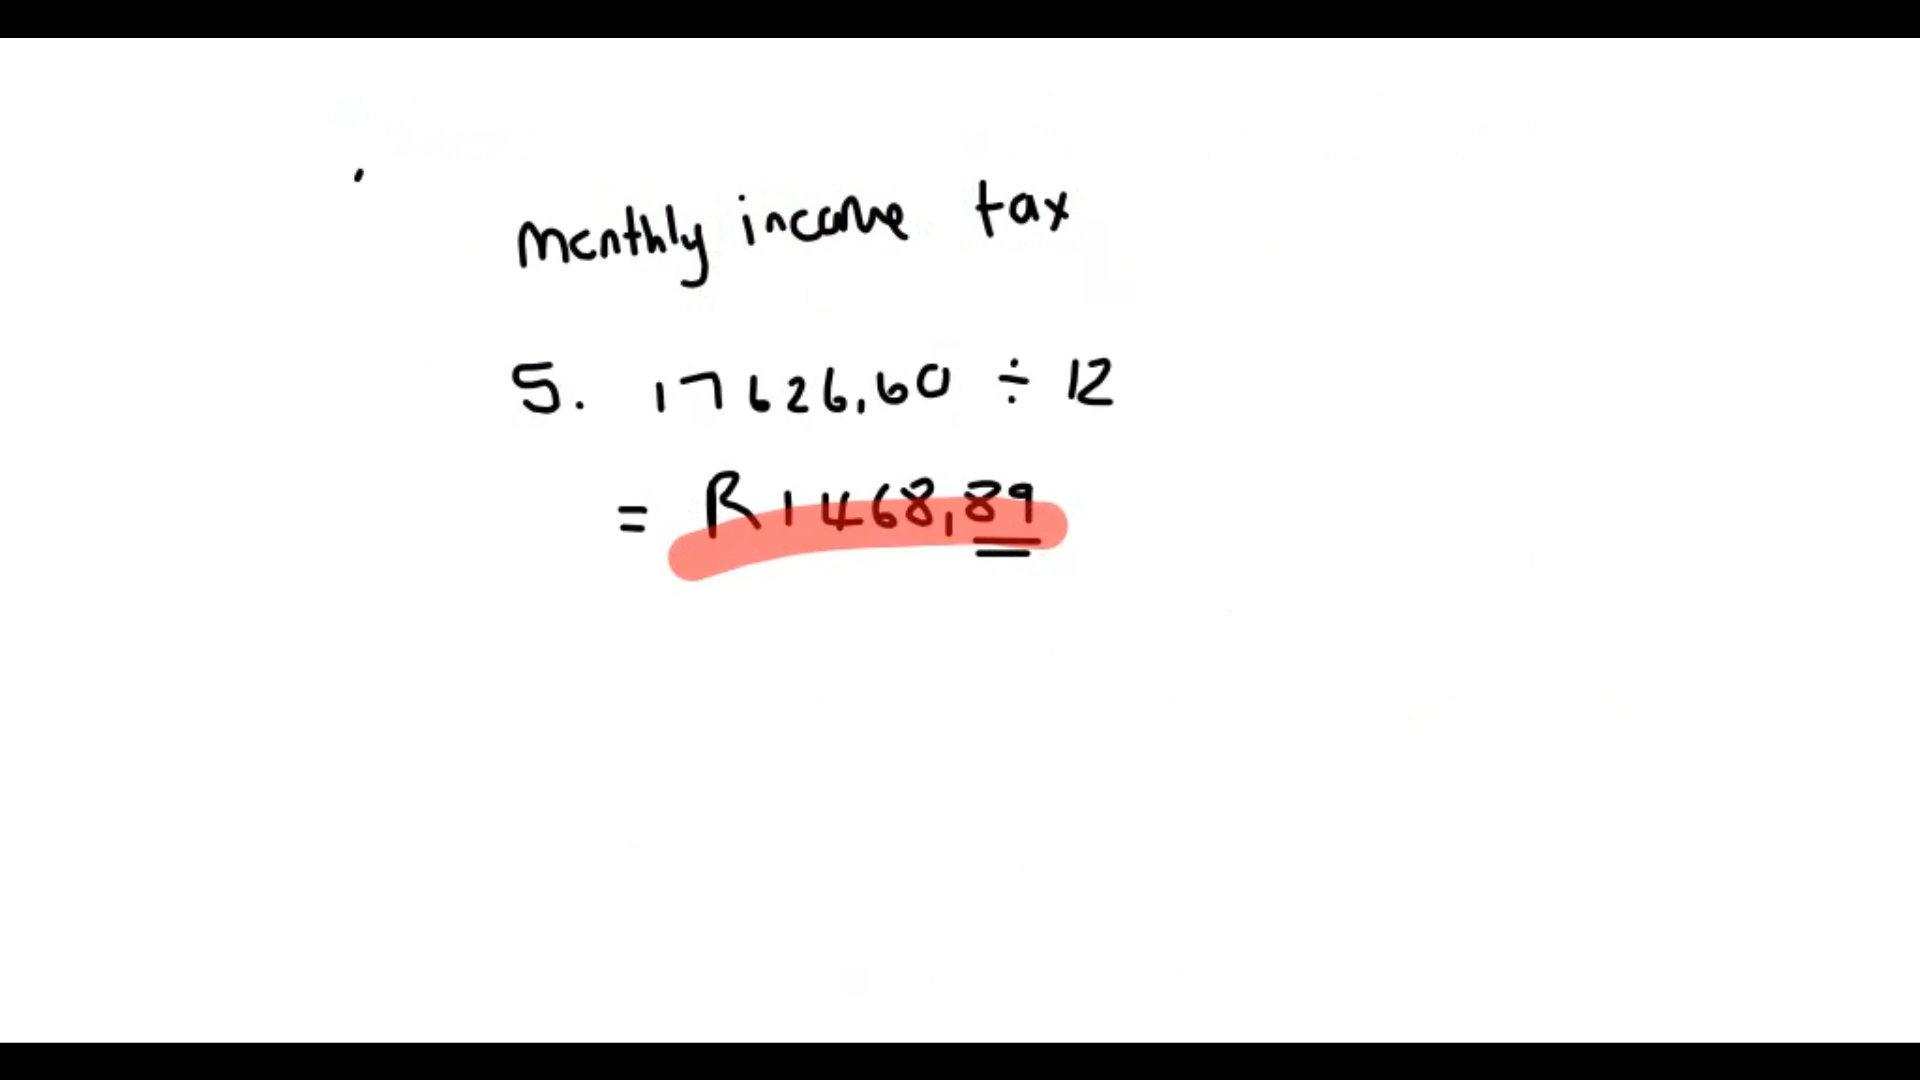 monthly income tax
5. 17626,60 ÷ 12
= R1468,89